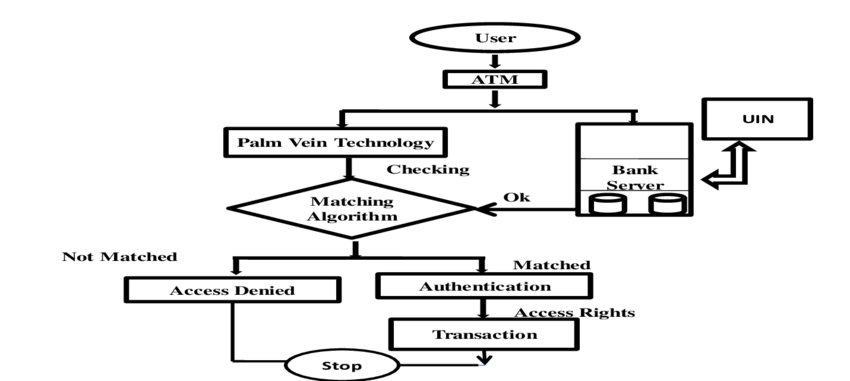 User
ATM
UIN
Palm Vein Technology
Checking
Bank
Server
Ok
Matching
Algorithm
Not Matched
Matched
Access Denied
Authentication
Access Rights
Transaction
Stop